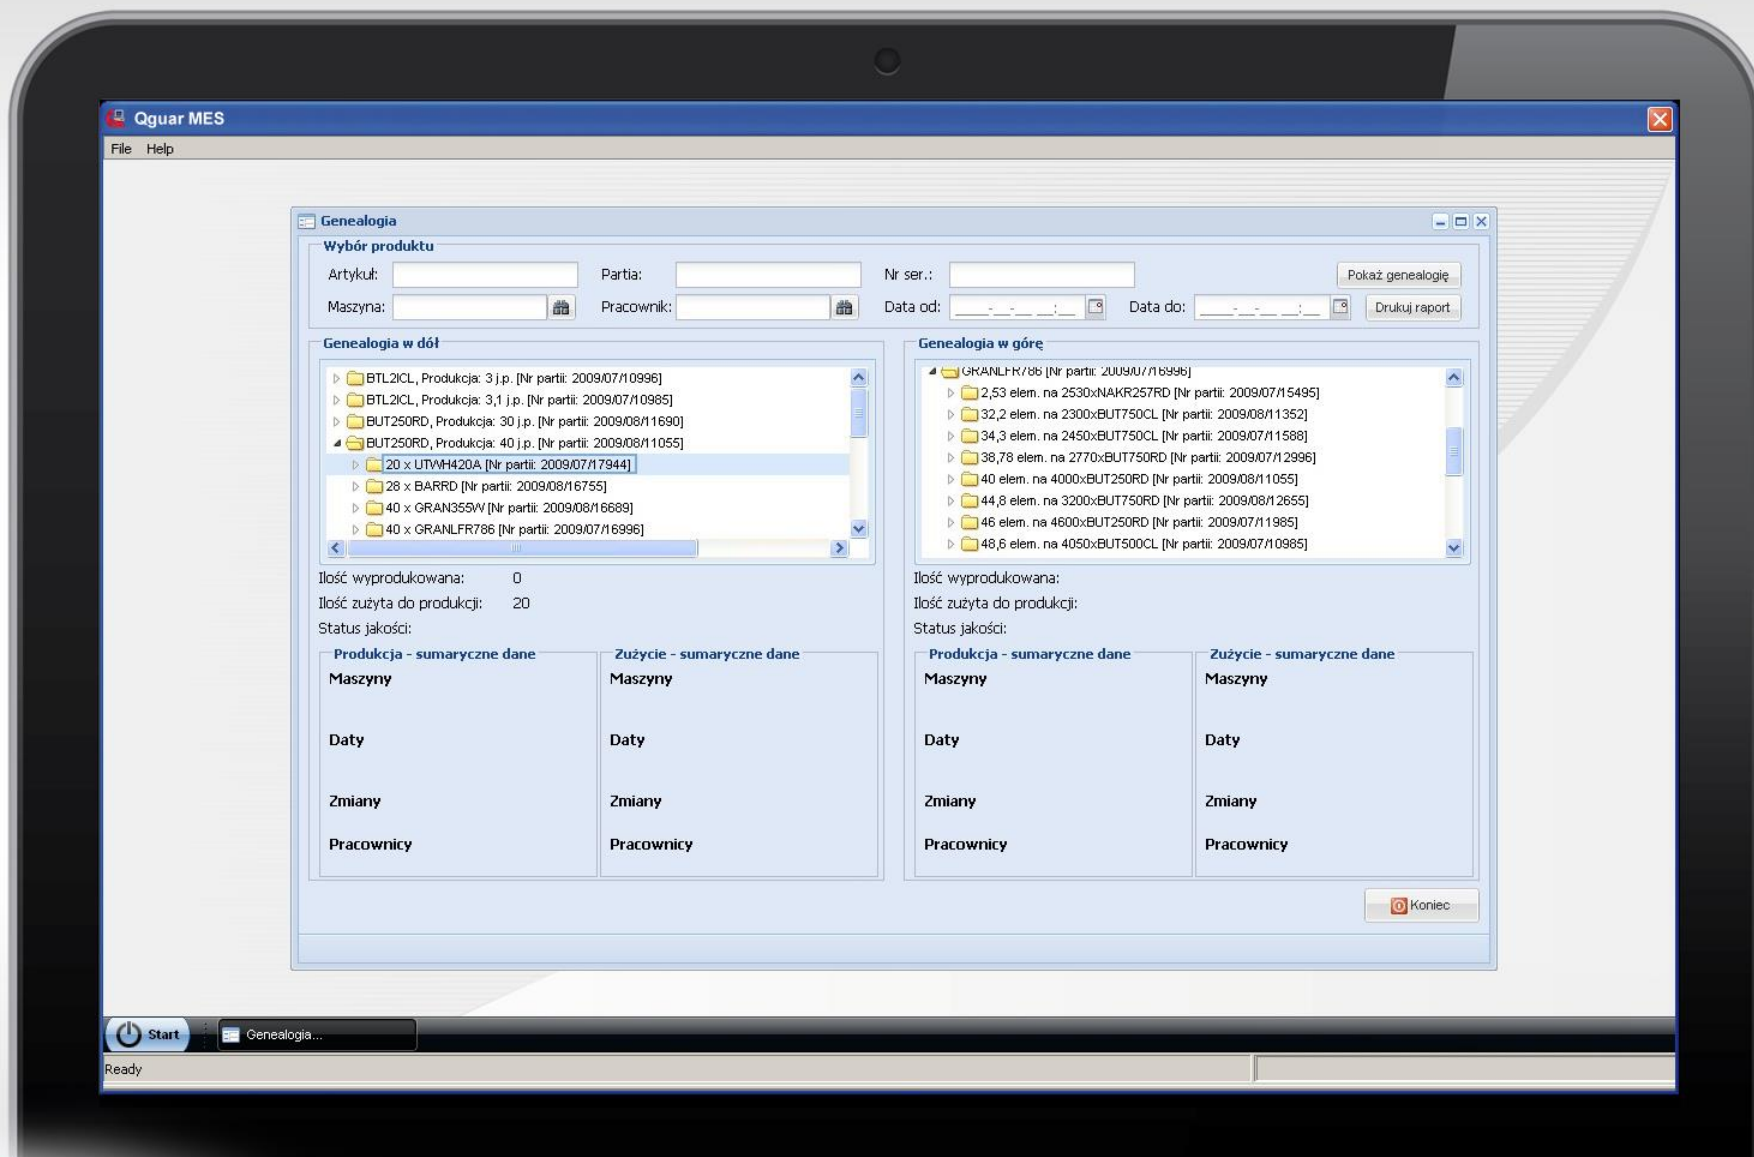 Qguar MES
File Help
Genealogia
Wybór produktu
Artykuł: Partia: Nr ser.: Pokaż genealogię
Maszyna: Pracownik: Data od: ____-__-__ __:__ Data do: ____-__-__ __:__ Drukuj raport
Genealogia w dół
BTL2ICL, Produkcja: 3 j.p. [Nr partii: 2009/07/10996]
BTL2ICL, Produkcja: 3,1 j.p. [Nr partii: 2009/07/10985]
BUT250RD, Produkcja: 30 j.p. [Nr partii: 2009/08/11690]
BUT250RD, Produkcja: 40 j.p. [Nr partii: 2009/08/11055]
20 x UTWH420A [Nr partii: 2009/07/17944]
28 x BARRD [Nr partii: 2009/08/16755]
40 x GRAN355W [Nr partii: 2009/08/16689]
40 x GRANLFR786 [Nr partii: 2009/07/16996]
Ilość wyprodukowana: 0
Ilość zużyta do produkcji: 20
Status jakości:
Produkcja - sumaryczne dane Zużycie - sumaryczne dane
Maszyny Maszyny
Daty Daty
Zmiany Zmiany
Pracownicy Pracownicy
Genealogia w górę
GRANLFR786 [Nr partii: 2009/07/16996]
2,53 elem. na 2530xNAKR257RD [Nr partii: 2009/07/15495]
32,2 elem. na 2300xBUT750CL [Nr partii: 2009/08/11352]
34,3 elem. na 2450xBUT750CL [Nr partii: 2009/07/11588]
38,78 elem. na 2770xBUT750RD [Nr partii: 2009/07/12996]
40 elem. na 4000xBUT250RD [Nr partii: 2009/08/11055]
44,8 elem. na 3200xBUT750RD [Nr partii: 2009/08/12655]
46 elem. na 4600xBUT250RD [Nr partii: 2009/07/11985]
48,6 elem. na 4050xBUT500CL [Nr partii: 2009/07/10985]
Ilość wyprodukowana:
Ilość zużyta do produkcji:
Status jakości:
Produkcja - sumaryczne dane Zużycie - sumaryczne dane
Maszyny Maszyny
Daty Daty
Zmiany Zmiany
Pracownicy Pracownicy
Koniec
Start Genealogia...
Ready